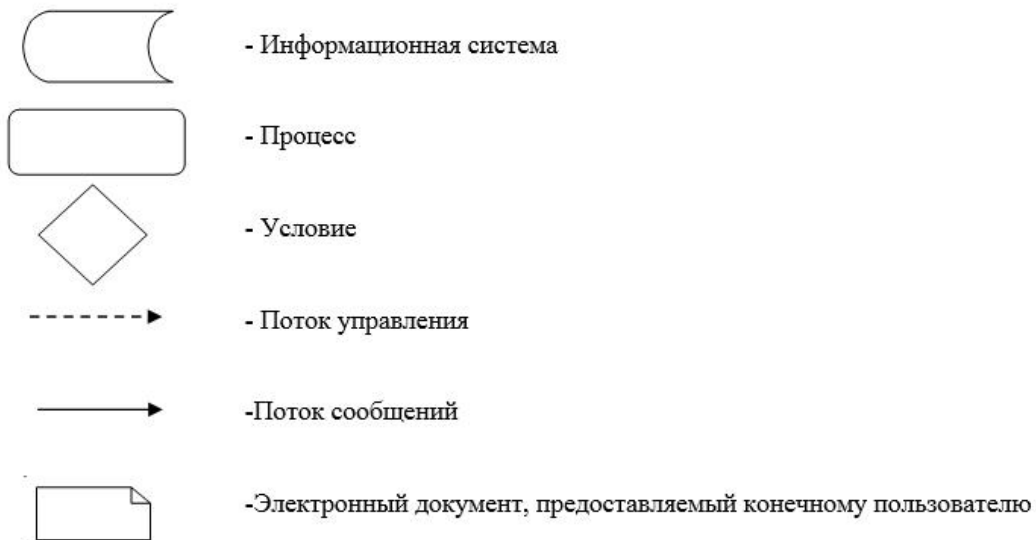 - Информационная система
- Процесс
- Условие
- Поток управления
-Поток сообщений
-Электронный документ, предоставляемый конечному пользователю